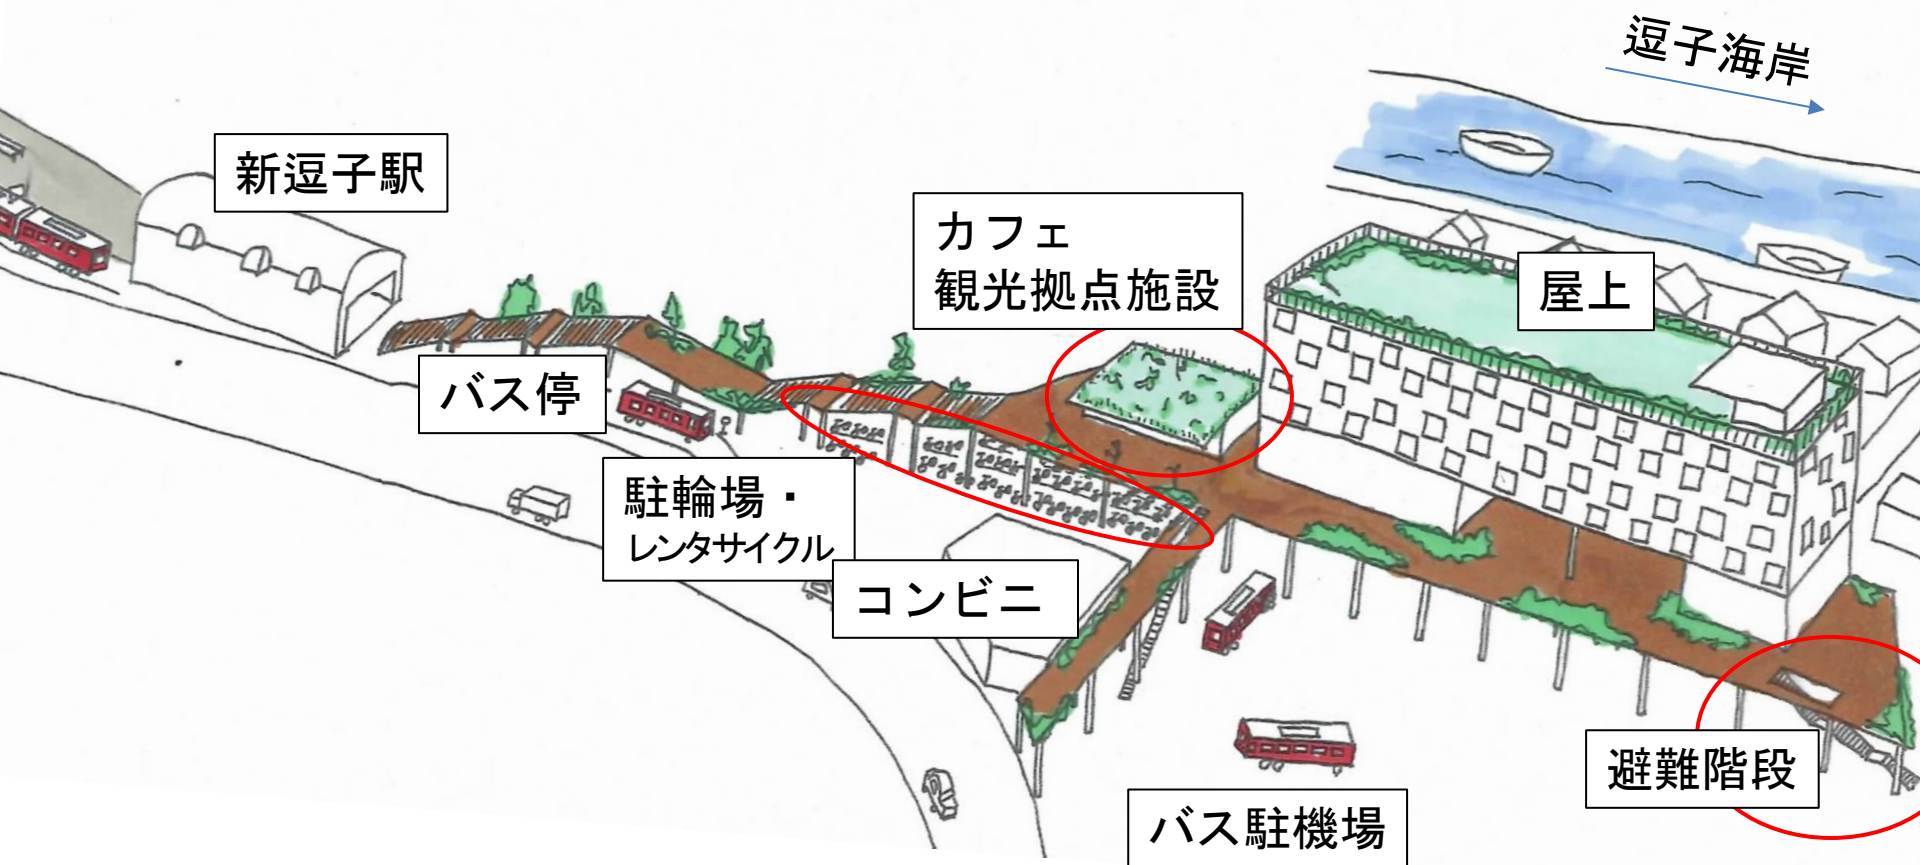 逗子海岸
新逗子駅
カフェ
観光拠点施設
屋上
バス停
駐輪場・
レンタサイクル
コンビニ
避難階段
バス駐機場